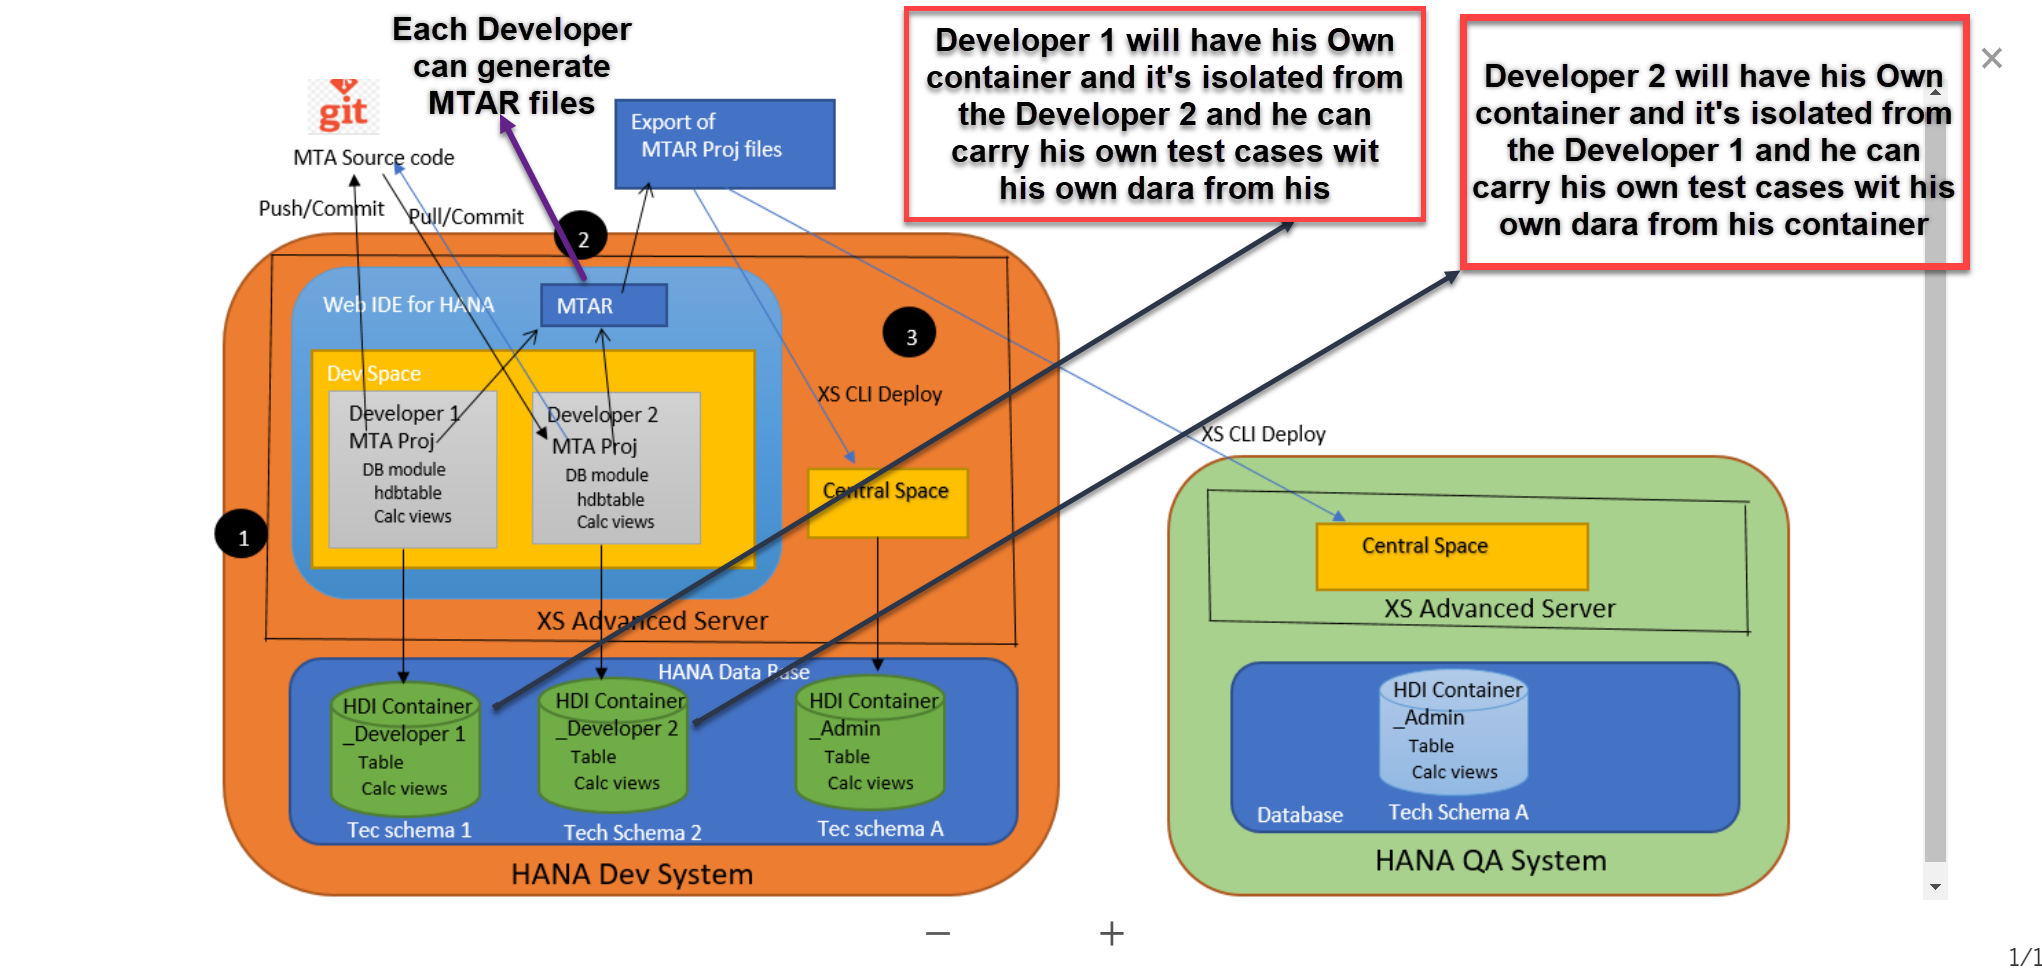 Each Developer
can generate
MTAR files
git
MTA Source code
Push/Commit
Pull/Commit
Export of
MTAR Proj files
Developer 1 will have his Own
container and it's isolated from
the Developer 2 and he can
carry his own test cases wit
his own dara from his
Developer 2 will have his Own
container and it's isolated from
the Developer 1 and he can
carry his own test cases wit his
own dara from his container
2
Web IDE for HANA
MTAR
3
Dev Space
Developer 1
MTA Proj
DB module
hdbtable
Calc views
Developer 2
MTA Proj
DB module
hdbtable
Calc views
XS CLI Deploy
Central Space
1
XS Advanced Server
HANA Data Base
HDI Container
_Developer 1
Table
Calc views
Tec schema 1
HDI Container
_Developer 2
Table
Calc views
Tech Schema 2
HDI Container
_Admin
Table
Calc views
Tec schema A
HANA Dev System
XS CLI Deploy
Central Space
XS Advanced Server
HDI Container
_Admin
Table
Calc views
Database
Tech Schema A
HANA QA System
1/1